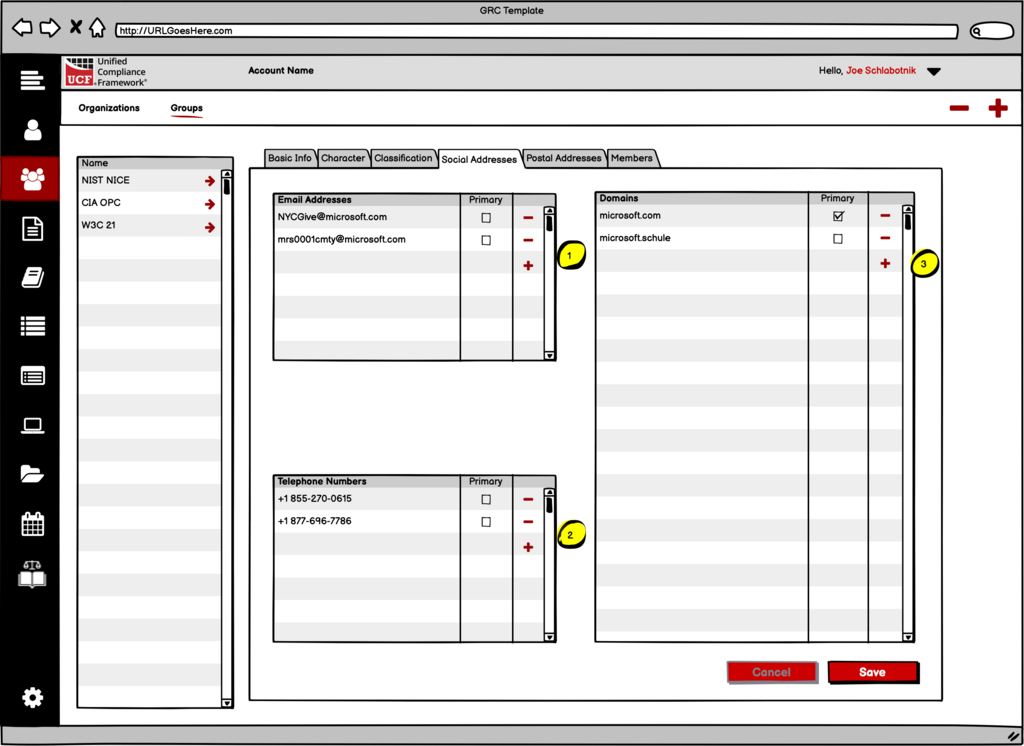 GRC Template
http://URLGoesHere.com
Unified
Compliance
Framework®
UCF
Account Name
Hello, Joe Schlabotnik
Organizations
Groups
Name
NIST NICE
CIA OPC
W3C 21
Basic Info
Character
Classification
Social Addresses
Postal Addresses
Members
Email Addresses Primary
NYCGive@microsoft.com
mrs0001cmty@microsoft.com
1
Telephone Numbers Primary
+1 855-270-0615
+1 877-696-7786
2
Domains Primary
microsoft.com
microsoft.schule
3
Cancel
Save